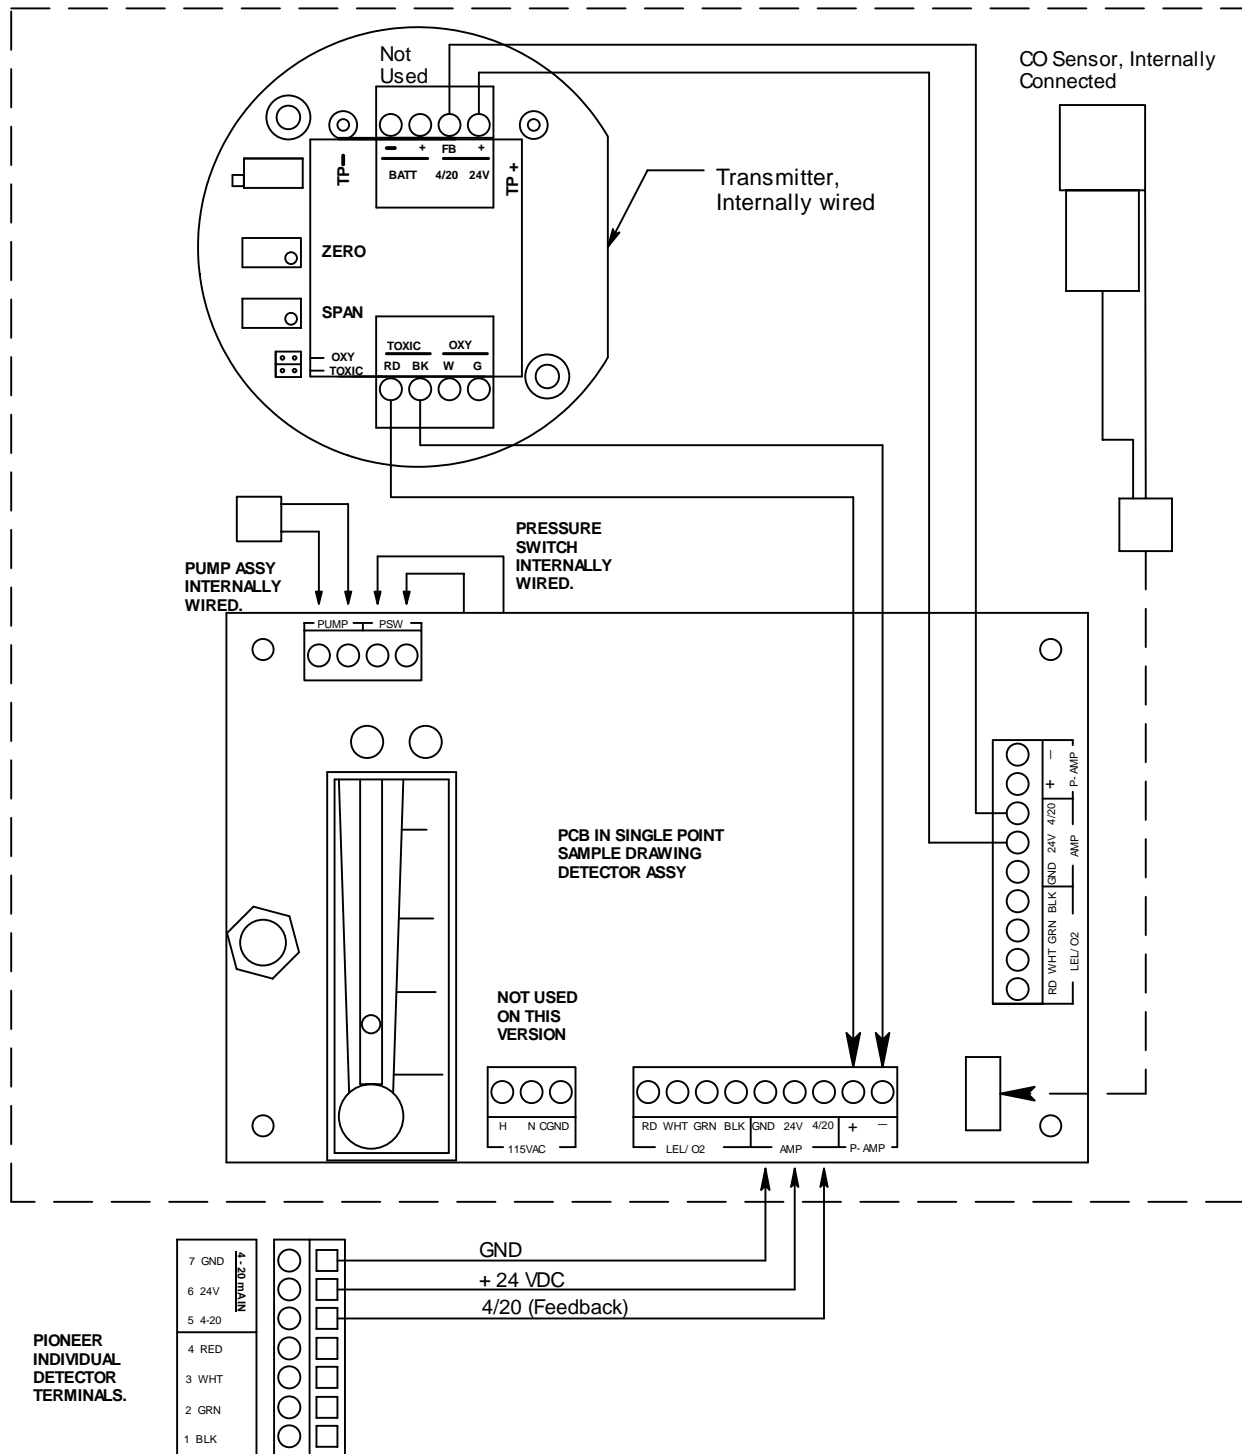 Not
Used
CO Sensor, Internally
Connected
– + FB +
BATT 4/20 24V
TP–
TP +
Transmitter,
Internally wired
ZERO
SPAN
OXY
TOXIC
TOXIC OXY
RD BK W G
PUMP ASSY
INTERNALLY
WIRED.
PRESSURE
SWITCH
INTERNALLY
WIRED.
PUMP PSW
PCB IN SINGLE POINT
SAMPLE DRAWING
DETECTOR ASSY
– + 4/20 24V GND BLK GRN WHT RD
P-AMP AMP LEL/O2
NOT USED
ON THIS
VERSION
H N CGND
115VAC
RD WHT GRN BLK GND 24V 4/20 + –
LEL/O2 AMP P-AMP
7 GND
6 24V
5 4-20
4-20 mA IN
4 RED
3 WHT
2 GRN
1 BLK
GND
+ 24 VDC
4/20 (Feedback)
PIONEER
INDIVIDUAL
DETECTOR
TERMINALS.